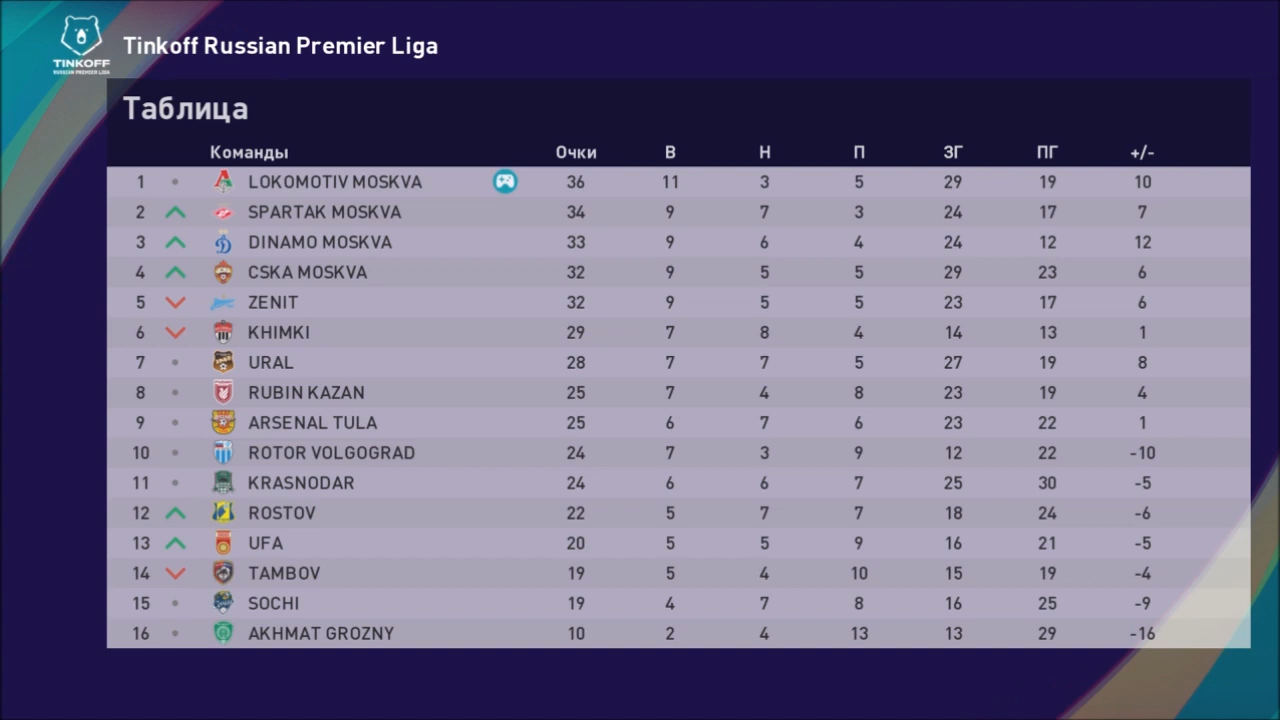 Tinkoff Russian Premier Liga
TINKOFF
RUSSIAN PREMIER LIGA
Таблица
Команды Очки В Н П ЗГ ПГ +/-
1 LOKOMOTIV MOSKVA 36 11 3 5 29 19 10
2 SPARTAK MOSKVA 34 9 7 3 24 17 7
3 DINAMO MOSKVA 33 9 6 4 24 12 12
4 CSKA MOSKVA 32 9 5 5 29 23 6
5 ZENIT 32 9 5 5 23 17 6
6 KHIMKI 29 7 8 4 14 13 1
7 URAL 28 7 7 5 27 19 8
8 RUBIN KAZAN 25 7 4 8 23 19 4
9 ARSENAL TULA 25 6 7 6 23 22 1
10 ROTOR VOLGOGRAD 24 7 3 9 12 22 -10
11 KRASNODAR 24 6 6 7 25 30 -5
12 ROSTOV 22 5 7 7 18 24 -6
13 UFA 20 5 5 9 16 21 -5
14 TAMBOV 19 5 4 10 15 19 -4
15 SOCHI 19 4 7 8 16 25 -9
16 AKHMAT GROZNY 10 2 4 13 13 29 -16